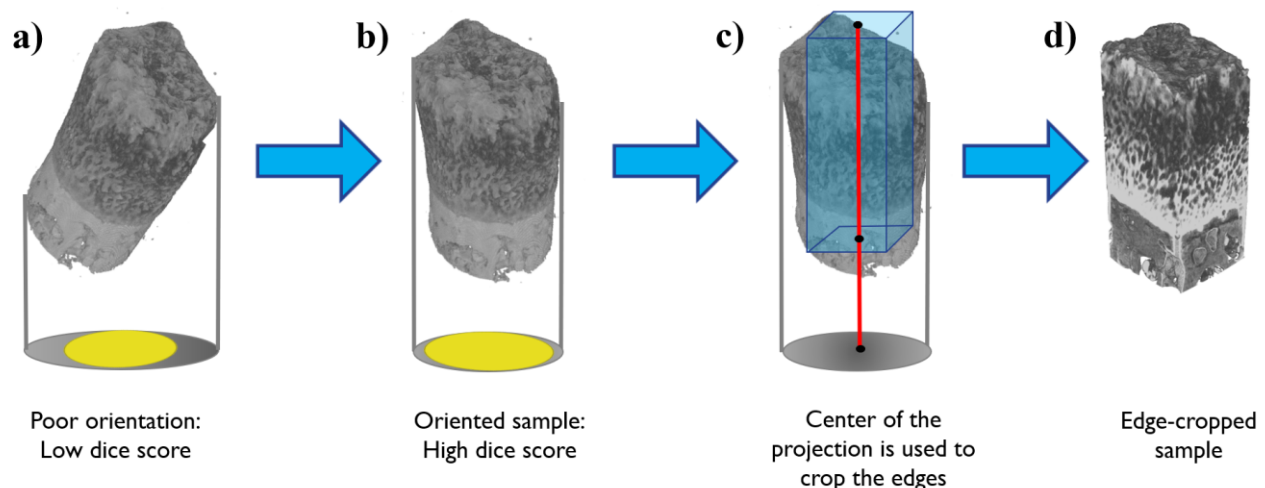 a)
b)
c)
d)
Poor orientation:
Low dice score
Oriented sample:
High dice score
Center of the
projection is used to
crop the edges
Edge-cropped
sample